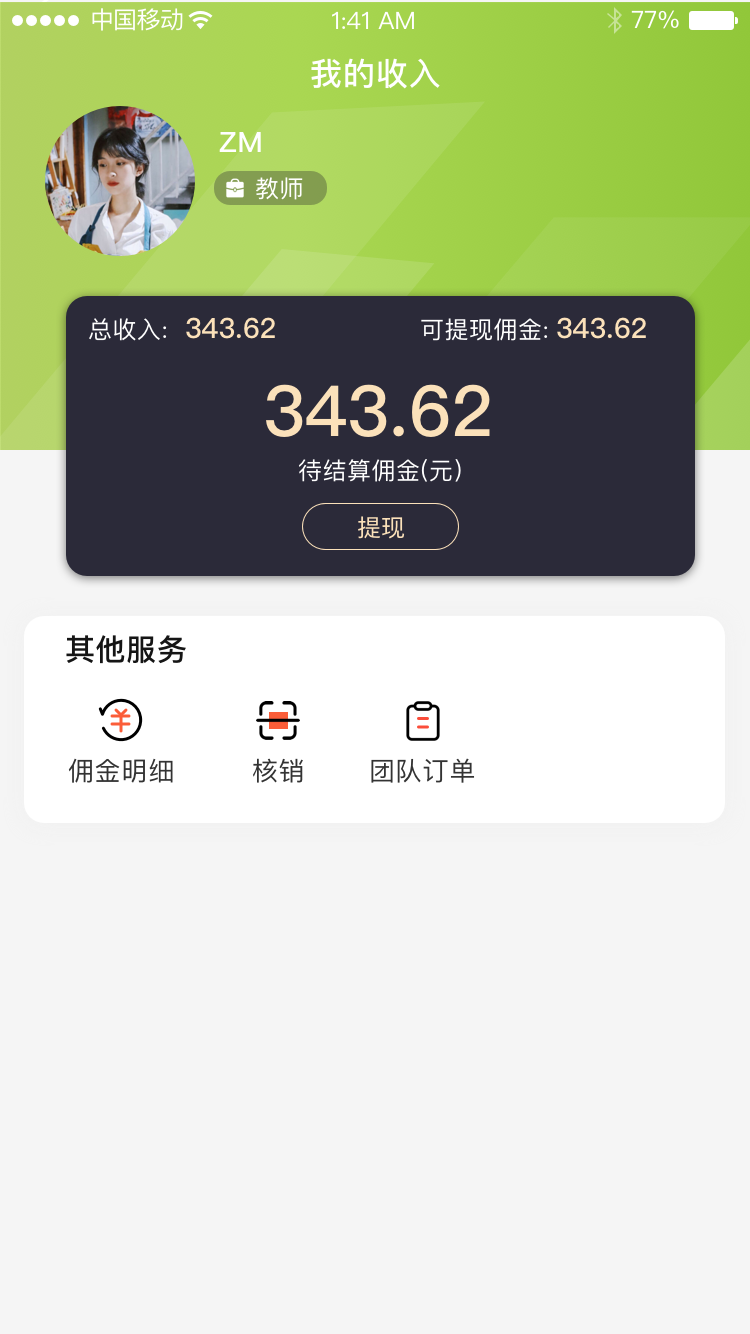 中国移动 1:41 AM 77%
我的收入
ZM
教师
总收入: 343.62 可提现佣金: 343.62
343.62
待结算佣金(元)
提现
其他服务
佣金明细 核销 团队订单